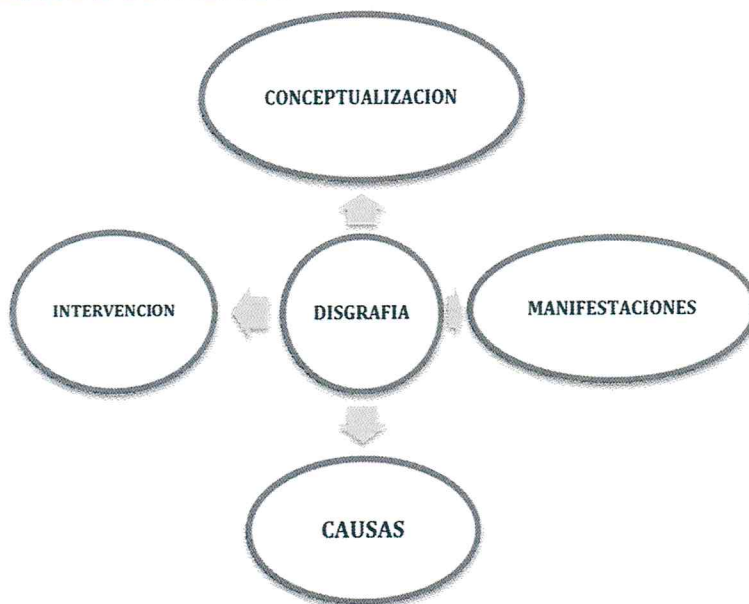 CONCEPTUALIZACION
INTERVENCION
DISGRAFIA
MANIFESTACIONES
CAUSAS